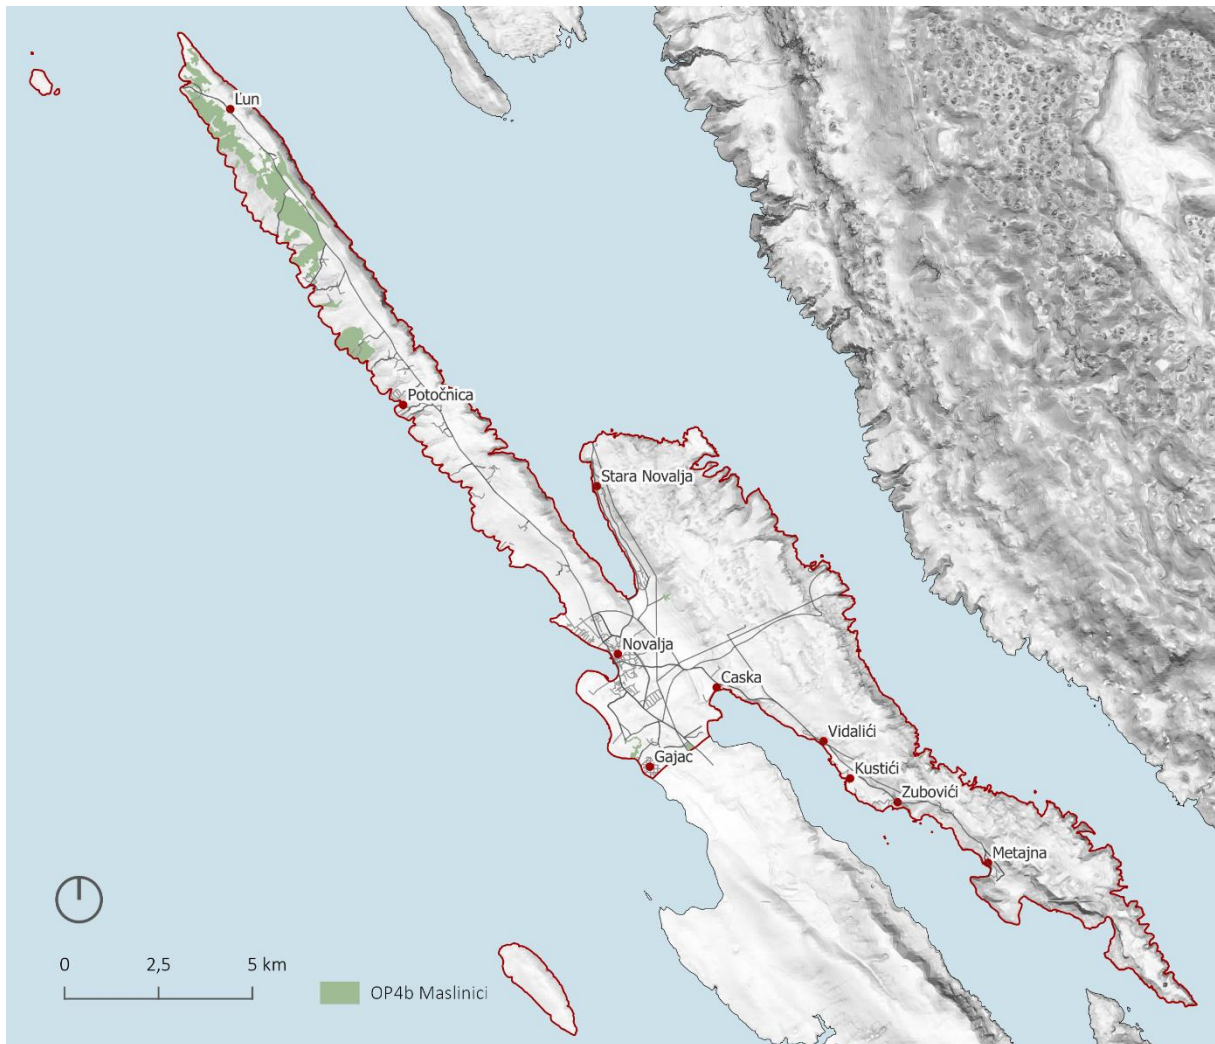 Lun
Potočnica
Stara Novalja
Novalja
Caska
Vidalići
Gajac
Kustići
Zubovići
Metajna
0 2,5 5 km
OP4b Maslinici